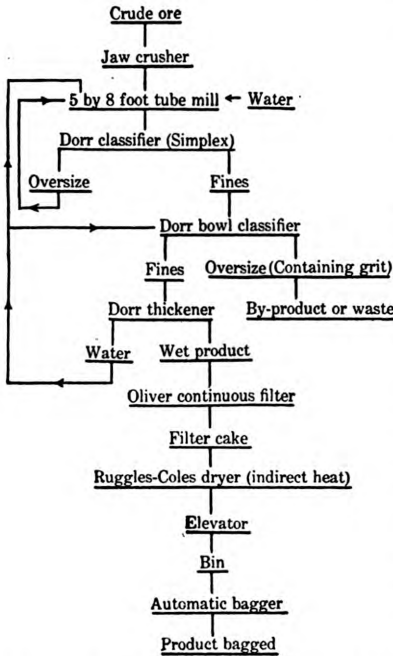 Crude ore
Jaw crusher
5 by 8 foot tube mill ← Water
Dorr classifier (Simplex)
Oversize Fines
Dorr bowl classifier
Fines Oversize (Containing grit)
Dorr thickener By-product or waste
Water Wet product
Oliver continuous filter
Filter cake
Ruggles-Coles dryer (indirect heat)
Elevator
Bin
Automatic bagger
Product bagged